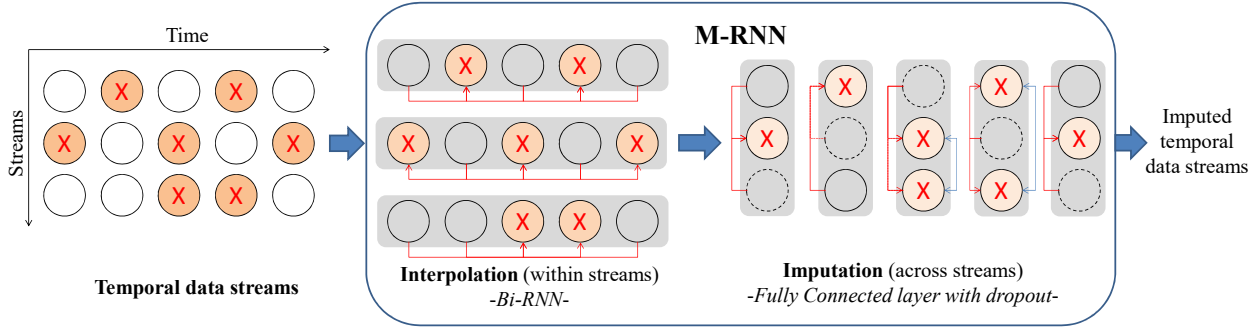 Time
Streams
X X
X X X
X X
Temporal data streams
M-RNN
X X
X X X
X X
Interpolation (within streams)
-Bi-RNN-
X X
X X X
X X
Imputation (across streams)
-Fully Connected layer with dropout-
Imputed
temporal
data streams